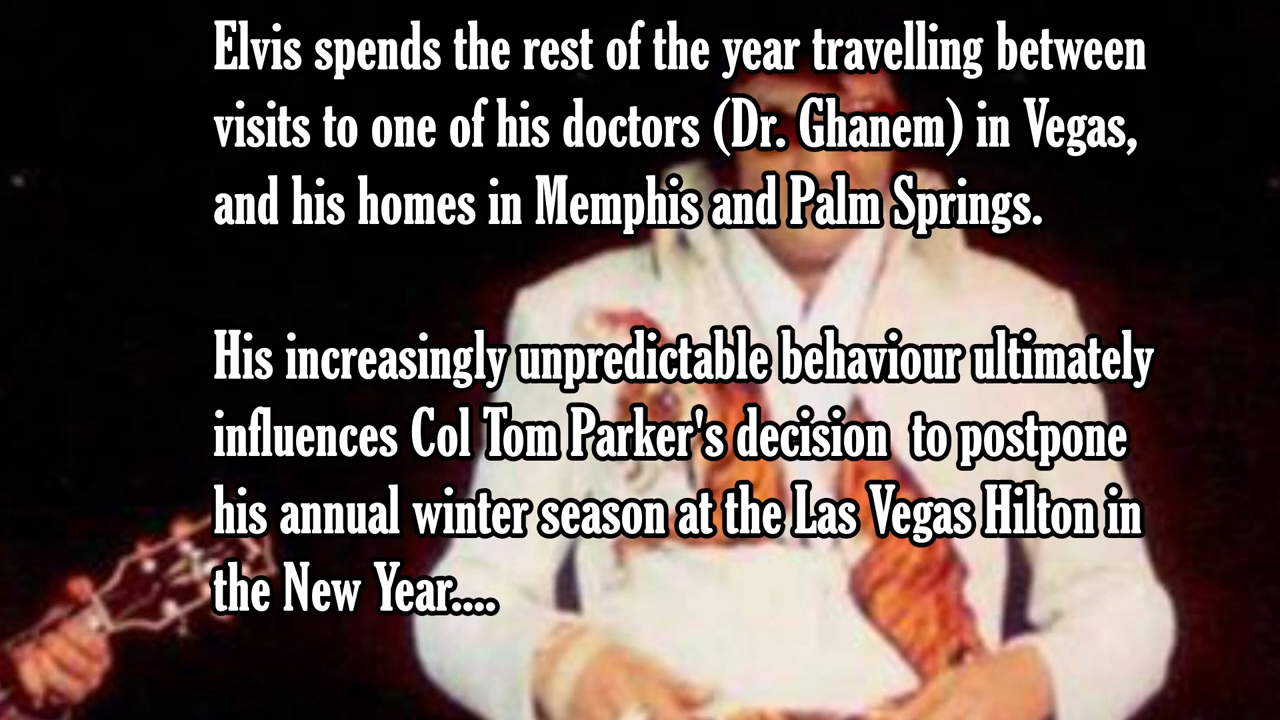 Elvis spends the rest of the year travelling between
visits to one of his doctors (Dr. Ghanem) in Vegas,
and his homes in Memphis and Palm Springs.
His increasingly unpredictable behaviour ultimately
influences Col Tom Parker's decision  to postpone
his annual winter season at the Las Vegas Hilton in
the New Year....